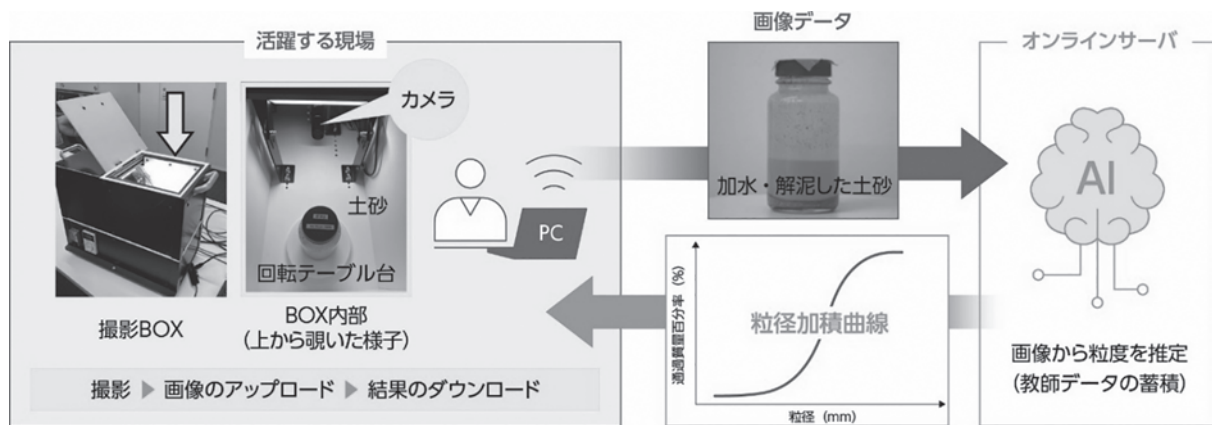 活躍する現場
カメラ
土砂
回転テーブル台
撮影BOX
BOX内部
(上から覗いた様子)
PC
撮影 ▶ 画像のアップロード ▶ 結果のダウンロード
画像データ
加水・解泥した土砂
通過質量百分率 (%)
粒径加積曲線
粒径 (mm)
オンラインサーバ
AI
画像から粒度を推定
(教師データの蓄積)